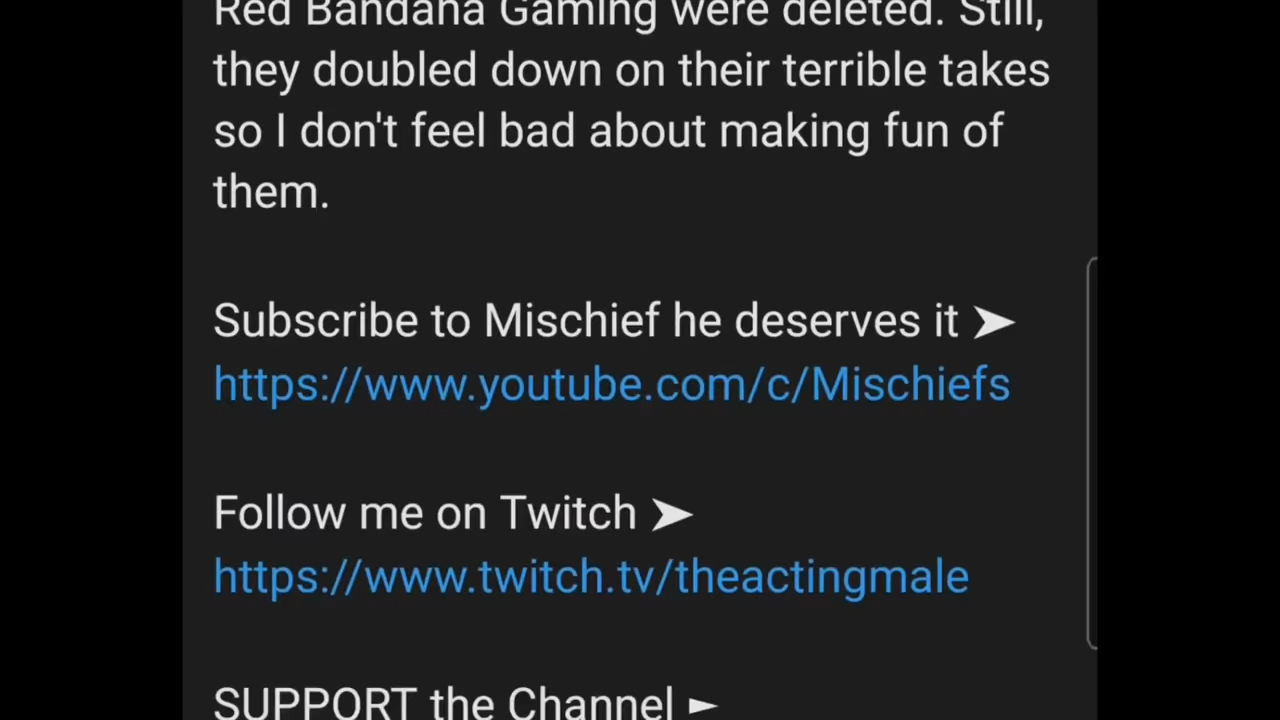 Red Bandana Gaming were deleted. Still,
they doubled down on their terrible takes
so I don't feel bad about making fun of
them.
Subscribe to Mischief he deserves it ➤
https://www.youtube.com/c/Mischiefs
Follow me on Twitch ➤
https://www.twitch.tv/theactingmale
SUPPORT the Channel ►